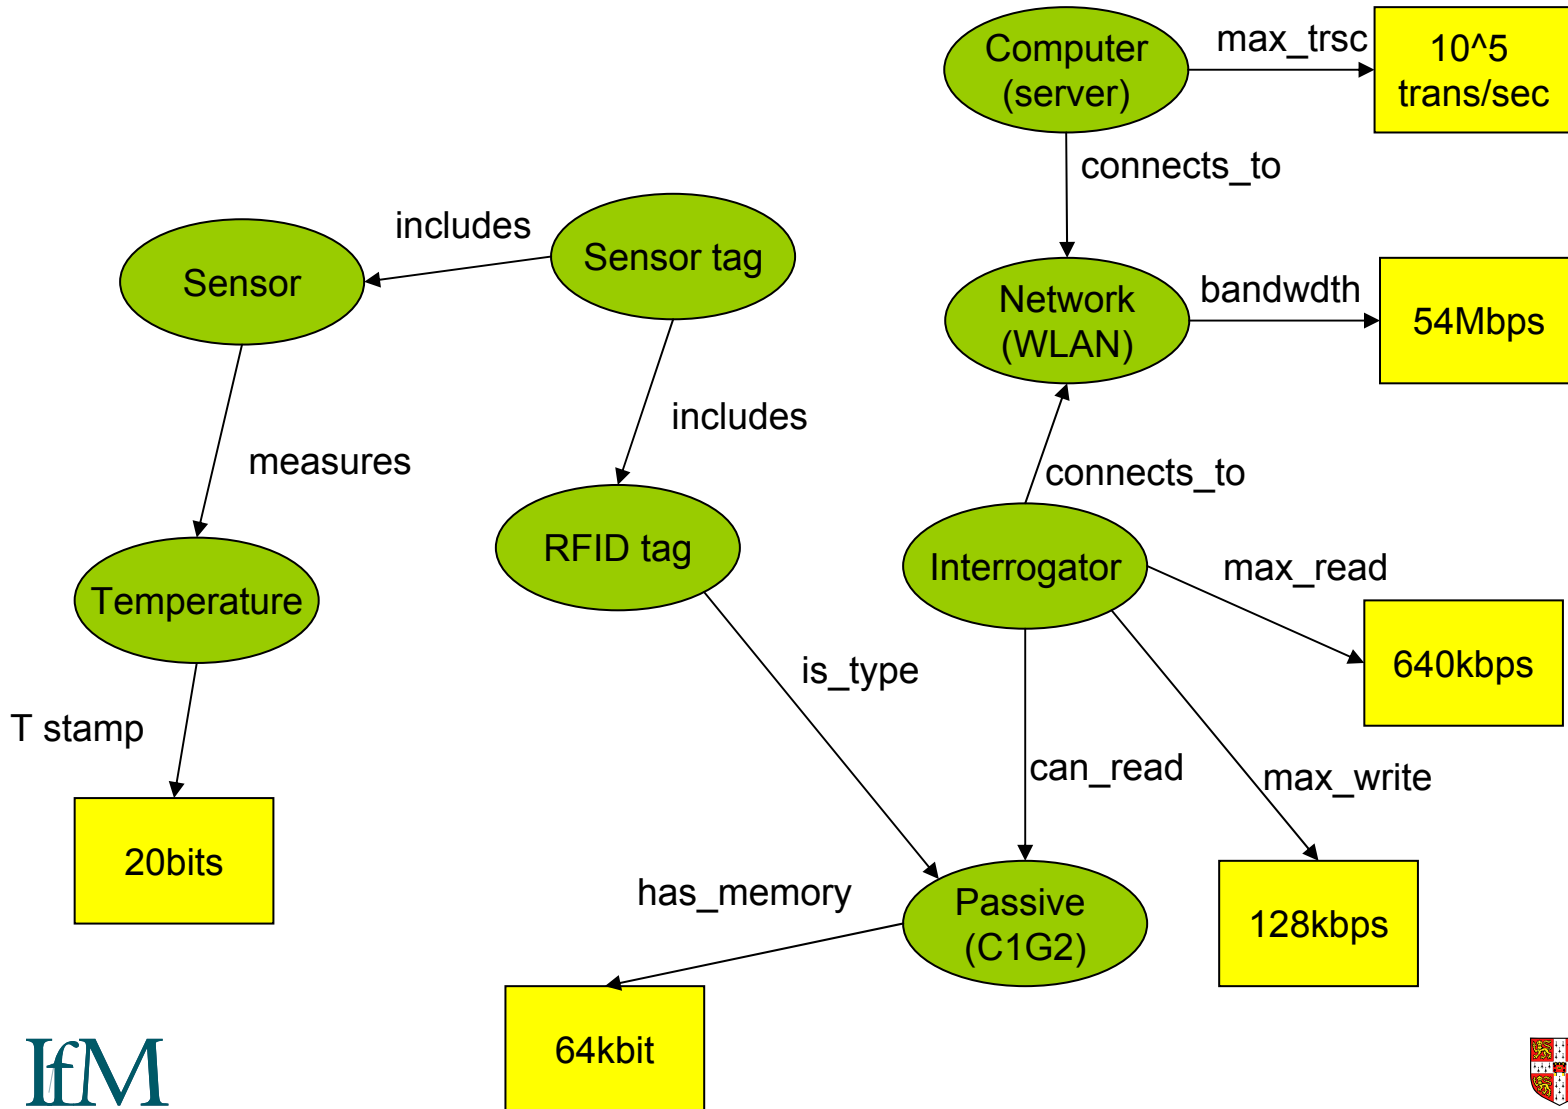 Computer
(server)
max_trsc
10^5
trans/sec
connects_to
includes
Sensor tag
Sensor
Network
(WLAN)
bandwdth
54Mbps
includes
measures
connects_to
RFID tag
Interrogator
max_read
Temperature
640kbps
is_type
T stamp
can_read
max_write
20bits
has_memory
Passive
(C1G2)
128kbps
64kbit
IfM